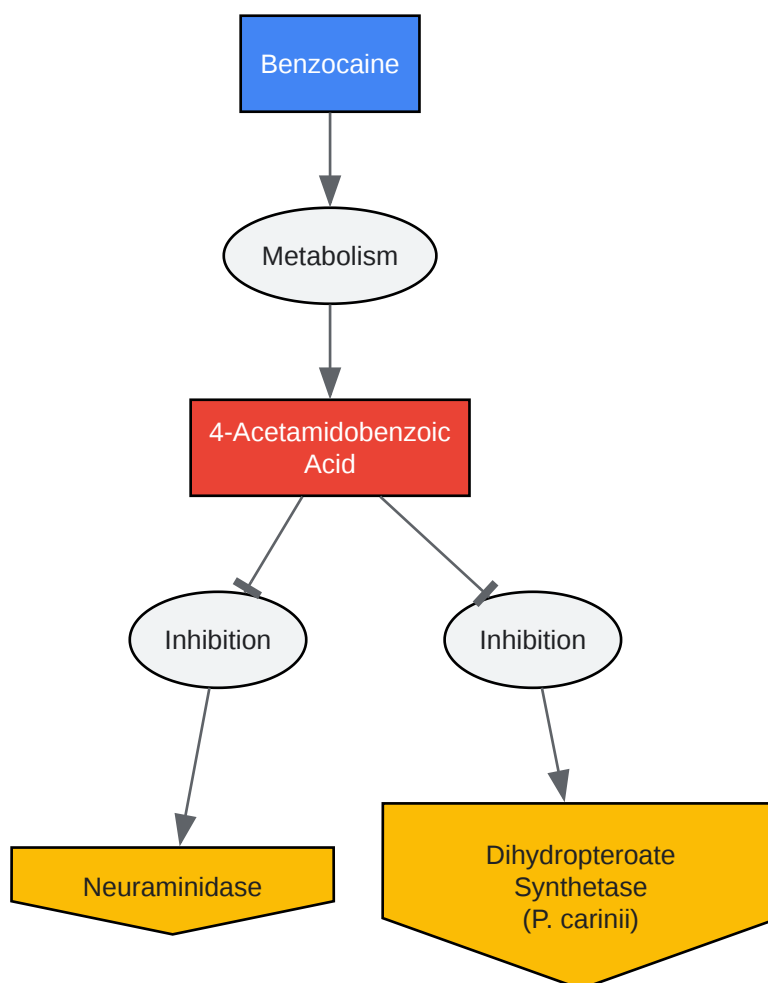 Benzocaine
Metabolism
4-Acetamidobenzoic
Acid
Inhibition
Inhibition
Neuraminidase
Dihydropteroate
Synthetase
(P. carinii)